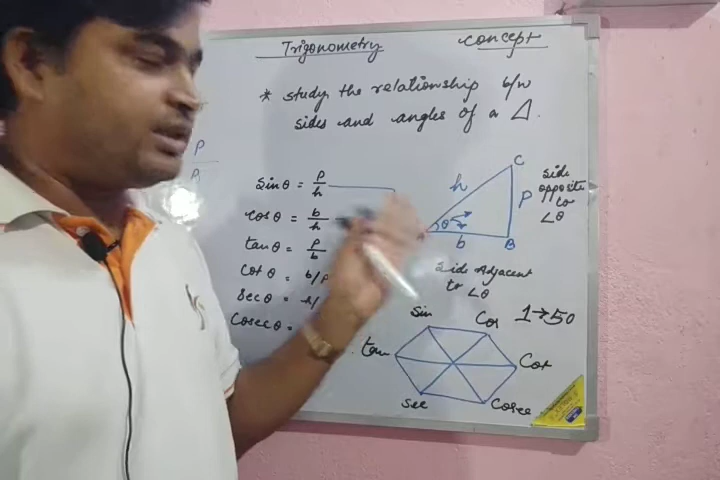 Trigonometry concept
* study the relationship b/w
sides and angles of a Δ.
P
sinθ = P/h
cosθ = b/h
tanθ = P/b
cotθ = b/p
secθ =
cosecθ =
C
h
P
θ
b
B
side
opposite
to
∠θ
side Adjacent
to ∠θ
1→50
sin
Cos
tan
Cot
sec
Cosec